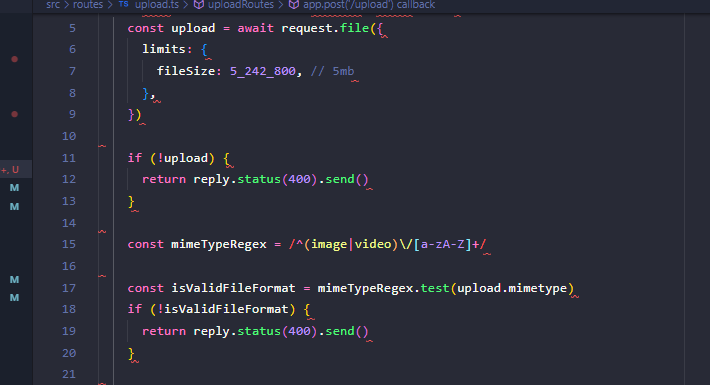 src > routes > TS upload.ts > uploadRoutes > app.post('/upload') callback
5 const upload = await request.file({
6 limits: {
7 fileSize: 5_242_800, // 5mb
8 },
9 })
10
11 if (!upload) {
12 return reply.status(400).send()
13 }
14
15 const mimeTypeRegex = /^(image|video)\/[a-zA-Z]+/
16
17 const isValidFileFormat = mimeTypeRegex.test(upload.mimetype)
+, U
M
18 if (!isValidFileFormat) {
M
19 return reply.status(400).send()
20 }
M
21
M